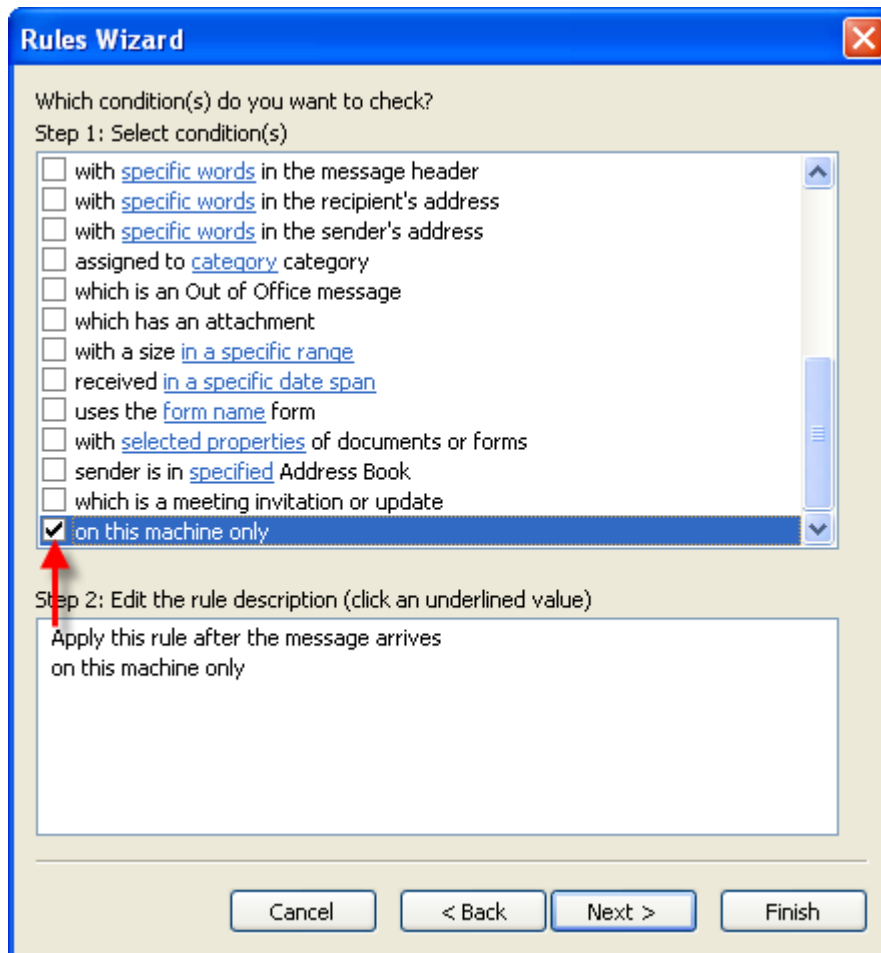 Rules Wizard
Which condition(s) do you want to check?
Step 1: Select condition(s)
with specific words in the message header
with specific words in the recipient's address
with specific words in the sender's address
assigned to category category
which is an Out of Office message
which has an attachment
with a size in a specific range
received in a specific date span
uses the form name form
with selected properties of documents or forms
sender is in specified Address Book
which is a meeting invitation or update
on this machine only
Step 2: Edit the rule description (click an underlined value)
Apply this rule after the message arrives
on this machine only
Cancel
< Back
Next >
Finish